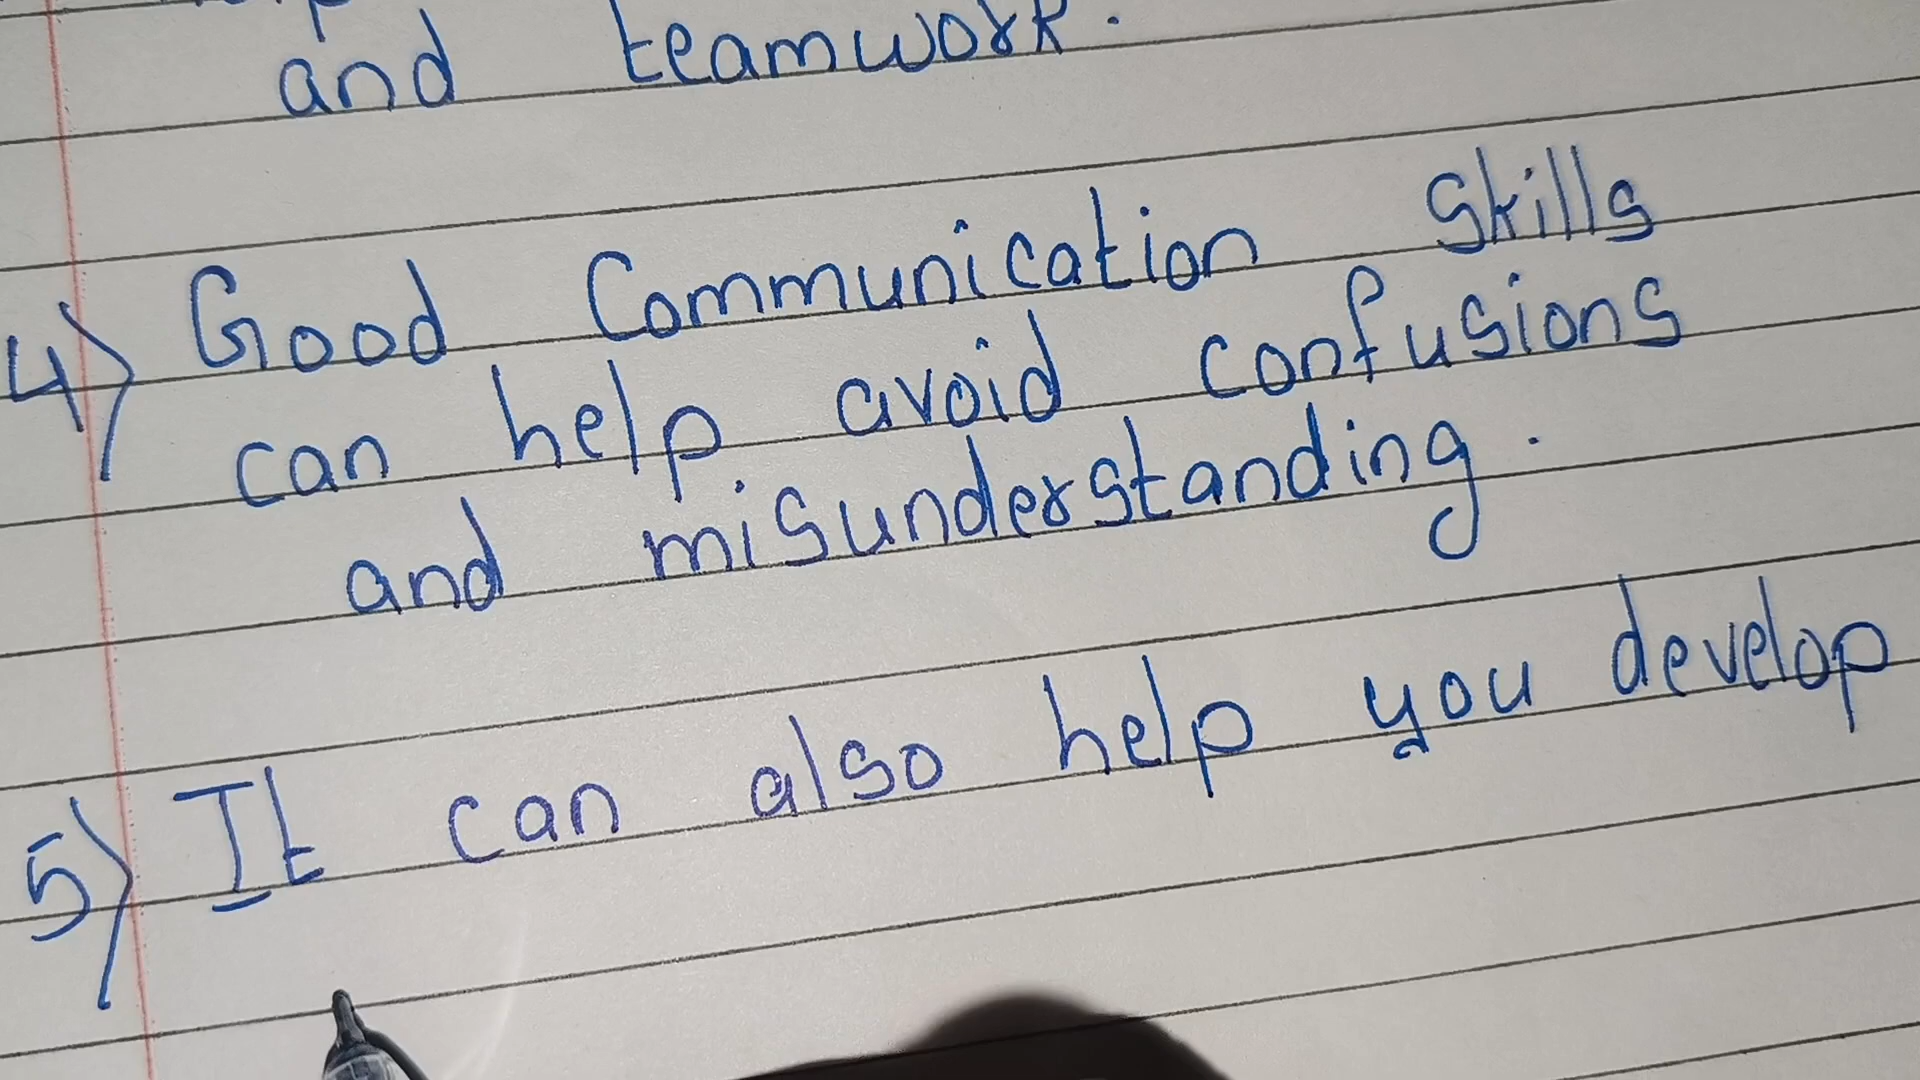 and teamwork.
4) Good Communication skills
can help avoid confusions
and misunderstanding.
5) It can also help you develop